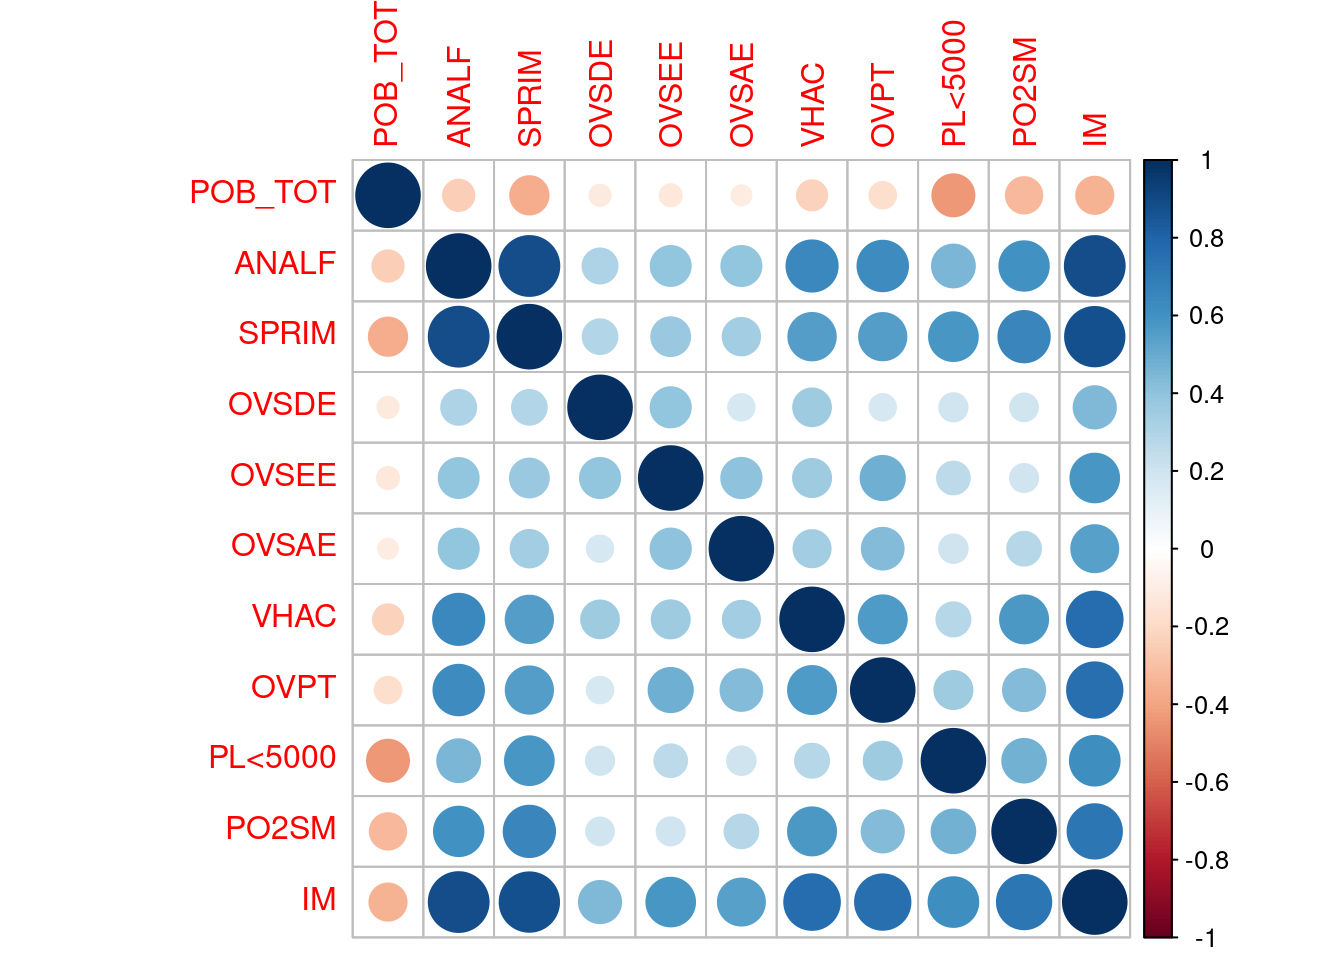 POB_TOT
ANALF
SPRIM
OVSDE
OVSEE
OVSAE
VHAC
OVPT
PL<5000
PO2SM
IM
POB_TOT
ANALF
SPRIM
OVSDE
OVSEE
OVSAE
VHAC
OVPT
PL<5000
PO2SM
IM
1
0.8
0.6
0.4
0.2
0
-0.2
-0.4
-0.6
-0.8
-1